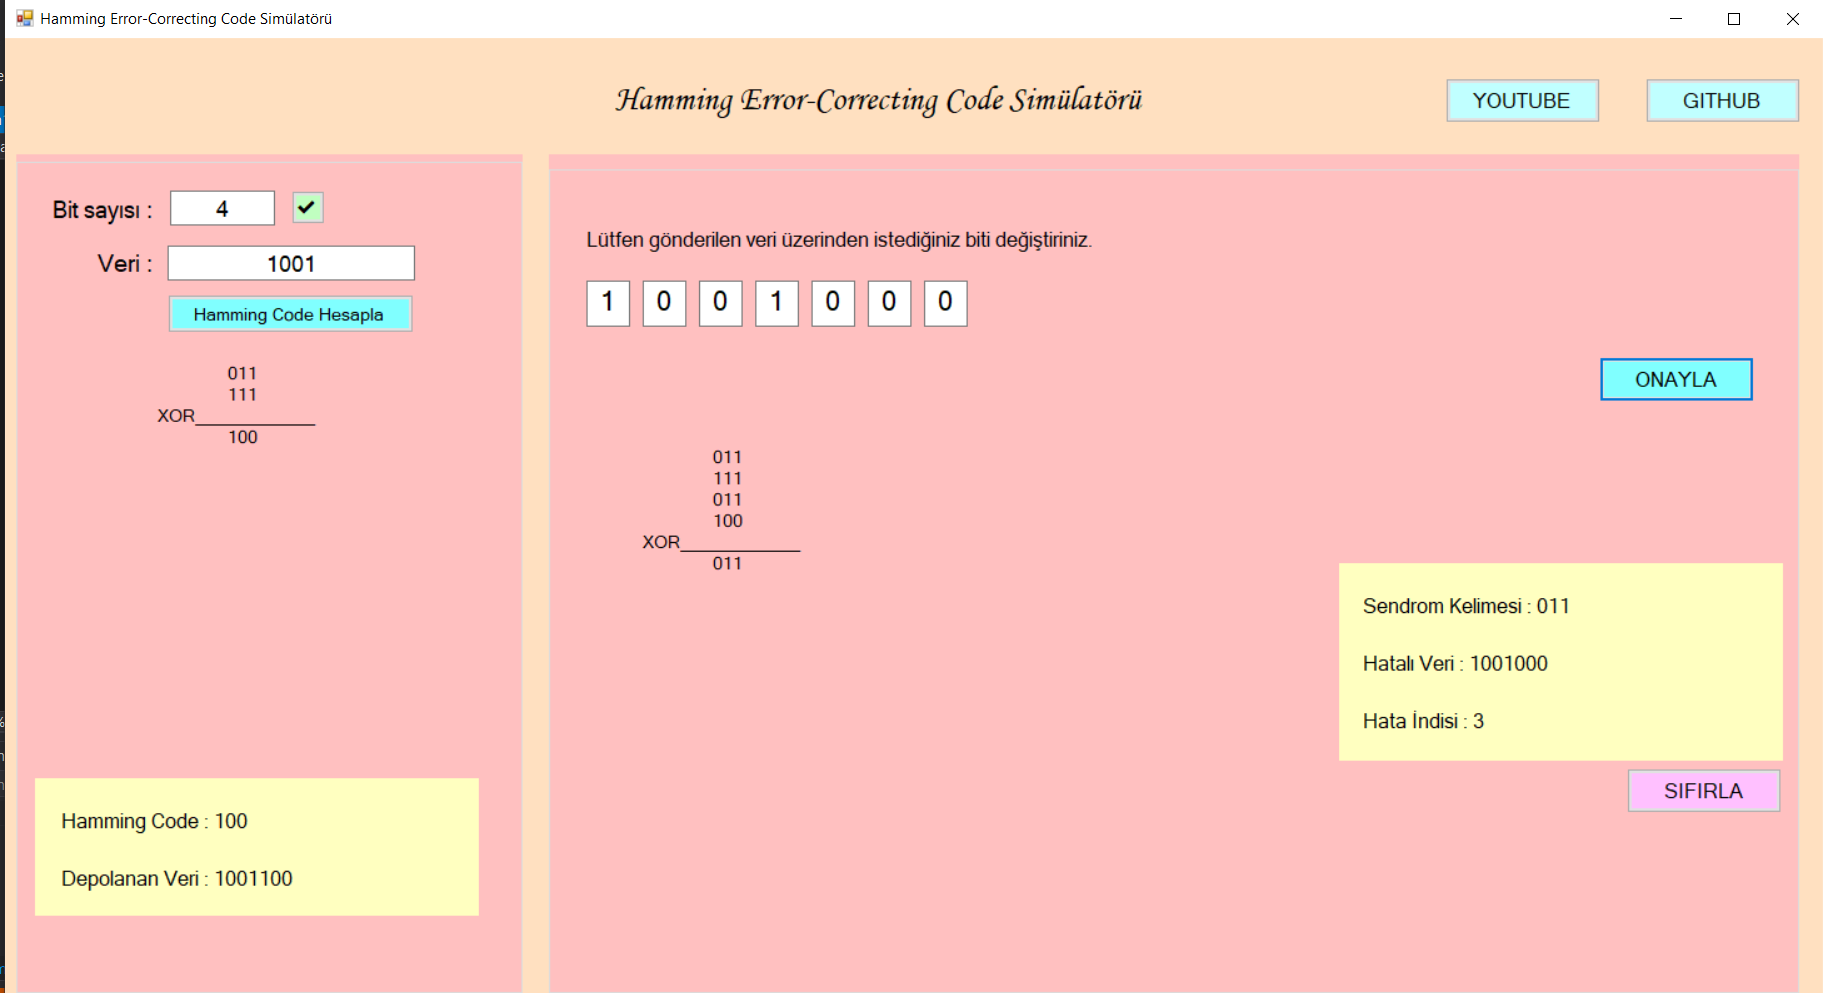 Hamming Error-Correcting Code Simülatörü
Hamming Error-Correcting Code Simülatörü
YOUTUBE
GITHUB
Bit sayısı : 4
Veri : 1001
Hamming Code Hesapla
011
111
XOR____________
100
Hamming Code : 100
Depolanan Veri : 1001100
Lütfen gönderilen veri üzerinden istediğiniz biti değiştiriniz.
1 0 0 1 0 0 0
ONAYLA
011
111
011
100
XOR____________
011
Sendrom Kelimesi : 011
Hatalı Veri : 1001000
Hata İndisi : 3
SIFIRLA